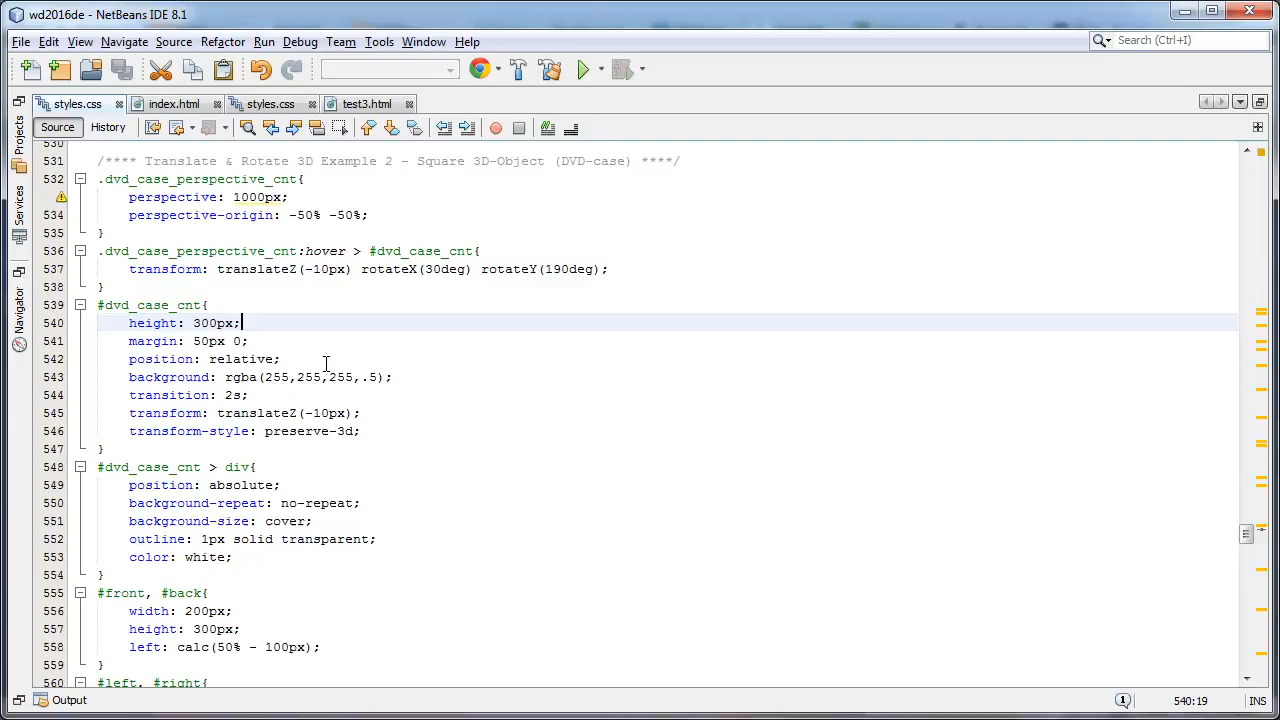 wd2016de - NetBeans IDE 8.1
File Edit View Navigate Source Refactor Run Debug Team Tools Window Help
Search (Ctrl+I)
styles.css index.html styles.css test3.html
Source History
Projects
Services
Navigator
530
531 /**** Translate & Rotate 3D Example 2 - Square 3D-Object (DVD-case) ****/
532 .dvd_case_perspective_cnt{
perspective: 1000px;
534 perspective-origin: -50% -50%;
535 }
536 .dvd_case_perspective_cnt:hover > #dvd_case_cnt{
537 transform: translateZ(-10px) rotateX(30deg) rotateY(190deg);
538 }
539 #dvd_case_cnt{
540 height: 300px;
541 margin: 50px 0;
542 position: relative;
543 background: rgba(255,255,255,.5);
544 transition: 2s;
545 transform: translateZ(-10px);
546 transform-style: preserve-3d;
547 }
548 #dvd_case_cnt > div{
549 position: absolute;
550 background-repeat: no-repeat;
551 background-size: cover;
552 outline: 1px solid transparent;
553 color: white;
554 }
555 #front, #back{
556 width: 200px;
557 height: 300px;
558 left: calc(50% - 100px);
559 }
560 #left, #right{
Output
1
540:19 INS